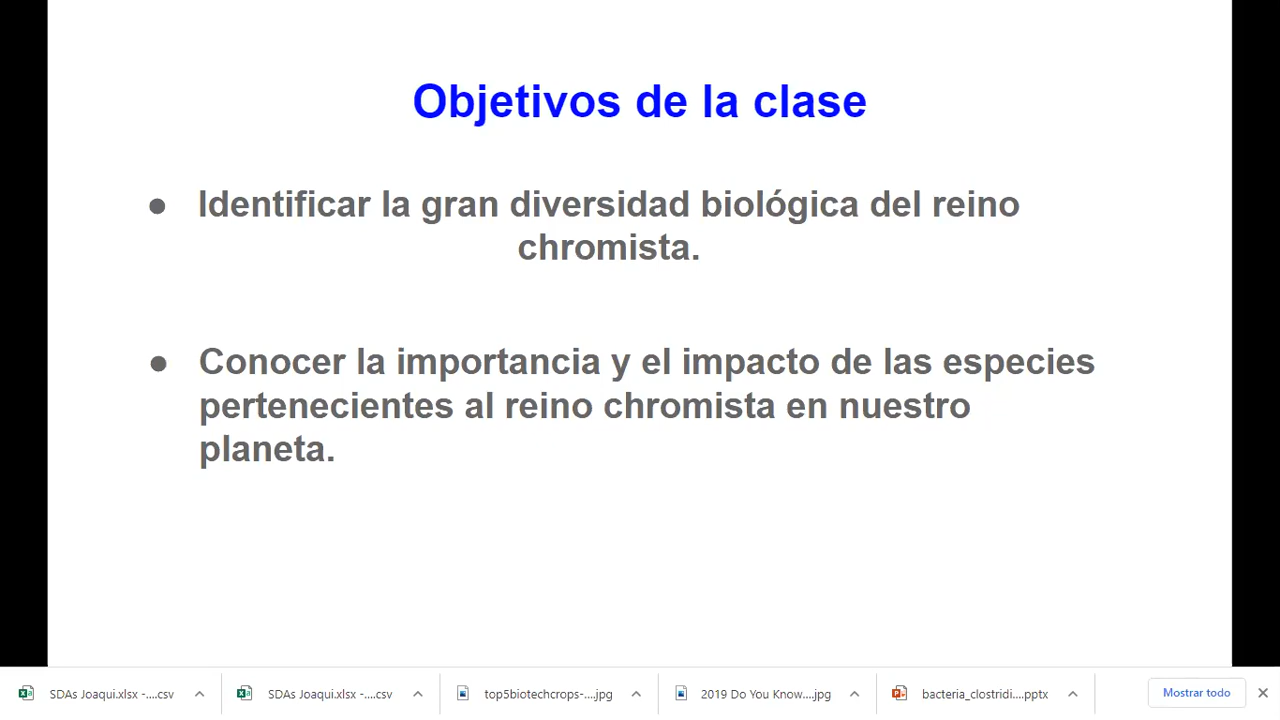 Objetivos de la clase
● Identificar la gran diversidad biológica del reino
chromista.
● Conocer la importancia y el impacto de las especies
pertenecientes al reino chromista en nuestro
planeta.
SDAs Joaqui.xlsx -....csv SDAs Joaqui.xlsx -....csv top5biotechcrops-....jpg 2019 Do You Know....jpg bacteria_clostridi....pptx Mostrar todo